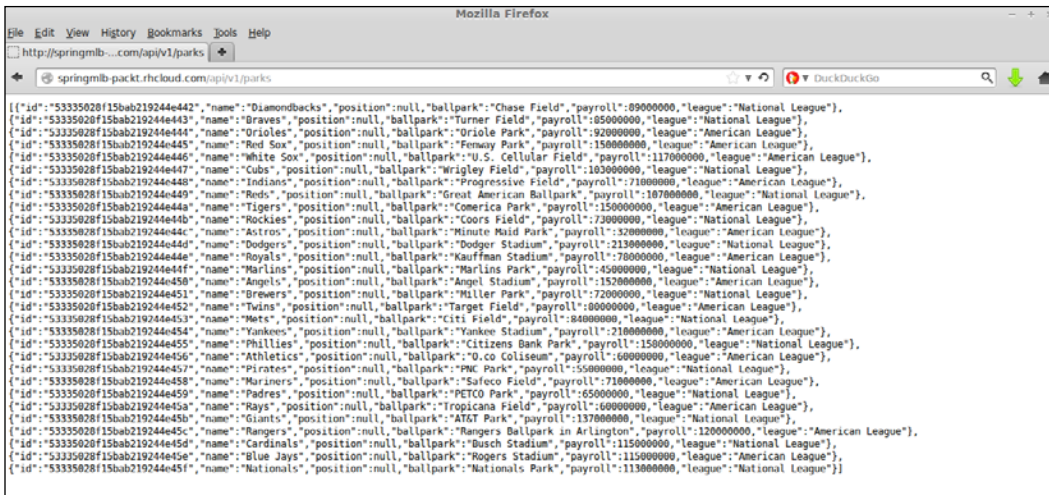 Mozilla Firefox
File Edit View History Bookmarks Tools Help
http://springmlb-...com/api/v1/parks
springmlb-packt.rhcloud.com/api/v1/parks DuckDuckGo
[{"id":"53335028f15bab219244e442","name":"Diamondbacks","position":null,"ballpark":"Chase Field","payroll":89000000,"league":"National League"},
{"id":"53335028f15bab219244e443","name":"Braves","position":null,"ballpark":"Turner Field","payroll":85000000,"league":"National League"},
{"id":"53335028f15bab219244e444","name":"Orioles","position":null,"ballpark":"Oriole Park","payroll":92000000,"league":"American League"},
{"id":"53335028f15bab219244e445","name":"Red Sox","position":null,"ballpark":"Fenway Park","payroll":150000000,"league":"American League"},
{"id":"53335028f15bab219244e446","name":"White Sox","position":null,"ballpark":"U.S. Cellular Field","payroll":117000000,"league":"American League"},
{"id":"53335028f15bab219244e447","name":"Cubs","position":null,"ballpark":"Wrigley Field","payroll":103000000,"league":"National League"},
{"id":"53335028f15bab219244e448","name":"Indians","position":null,"ballpark":"Progressive Field","payroll":71000000,"league":"American League"},
{"id":"53335028f15bab219244e449","name":"Reds","position":null,"ballpark":"Great American Ballpark","payroll":107000000,"league":"National League"},
{"id":"53335028f15bab219244e44a","name":"Tigers","position":null,"ballpark":"Comerica Park","payroll":150000000,"league":"American League"},
{"id":"53335028f15bab219244e44b","name":"Rockies","position":null,"ballpark":"Coors Field","payroll":73000000,"league":"National League"},
{"id":"53335028f15bab219244e44c","name":"Astros","position":null,"ballpark":"Minute Maid Park","payroll":32000000,"league":"American League"},
{"id":"53335028f15bab219244e44d","name":"Dodgers","position":null,"ballpark":"Dodger Stadium","payroll":213000000,"league":"National League"},
{"id":"53335028f15bab219244e44e","name":"Royals","position":null,"ballpark":"Kauffman Stadium","payroll":78000000,"league":"American League"},
{"id":"53335028f15bab219244e44f","name":"Marlins","position":null,"ballpark":"Marlins Park","payroll":45000000,"league":"National League"},
{"id":"53335028f15bab219244e450","name":"Angels","position":null,"ballpark":"Angel Stadium","payroll":152000000,"league":"American League"},
{"id":"53335028f15bab219244e451","name":"Brewers","position":null,"ballpark":"Miller Park","payroll":72000000,"league":"National League"},
{"id":"53335028f15bab219244e452","name":"Twins","position":null,"ballpark":"Target Field","payroll":80000000,"league":"American League"},
{"id":"53335028f15bab219244e453","name":"Mets","position":null,"ballpark":"Citi Field","payroll":84000000,"league":"National League"},
{"id":"53335028f15bab219244e454","name":"Yankees","position":null,"ballpark":"Yankee Stadium","payroll":210000000,"league":"American League"},
{"id":"53335028f15bab219244e455","name":"Phillies","position":null,"ballpark":"Citizens Bank Park","payroll":158000000,"league":"National League"},
{"id":"53335028f15bab219244e456","name":"Athletics","position":null,"ballpark":"O.co Coliseum","payroll":60000000,"league":"American League"},
{"id":"53335028f15bab219244e457","name":"Pirates","position":null,"ballpark":"PNC Park","payroll":55000000,"league":"National League"},
{"id":"53335028f15bab219244e458","name":"Mariners","position":null,"ballpark":"Safeco Field","payroll":71000000,"league":"American League"},
{"id":"53335028f15bab219244e459","name":"Padres","position":null,"ballpark":"PETCO Park","payroll":65000000,"league":"National League"},
{"id":"53335028f15bab219244e45a","name":"Rays","position":null,"ballpark":"Tropicana Field","payroll":60000000,"league":"American League"},
{"id":"53335028f15bab219244e45b","name":"Giants","position":null,"ballpark":"AT&T Park","payroll":137000000,"league":"National League"},
{"id":"53335028f15bab219244e45c","name":"Rangers","position":null,"ballpark":"Rangers Ballpark in Arlington","payroll":120000000,"league":"American League"},
{"id":"53335028f15bab219244e45d","name":"Cardinals","position":null,"ballpark":"Busch Stadium","payroll":115000000,"league":"National League"},
{"id":"53335028f15bab219244e45e","name":"Blue Jays","position":null,"ballpark":"Rogers Stadium","payroll":115000000,"league":"American League"},
{"id":"53335028f15bab219244e45f","name":"Nationals","position":null,"ballpark":"Nationals Park","payroll":113000000,"league":"National League"}]